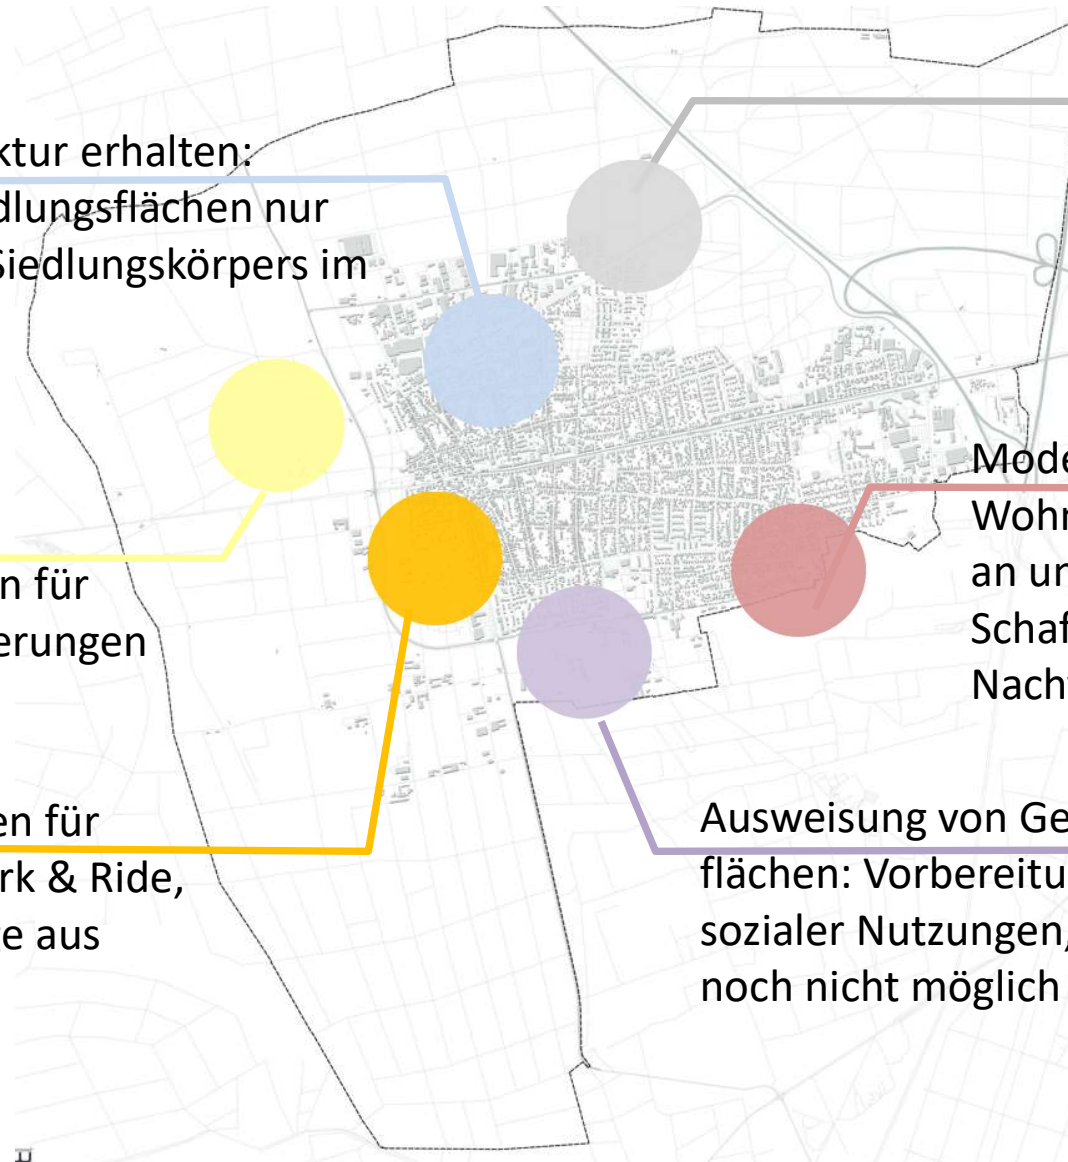 ktur erhalten:
dlungsflächen nur
Siedlungskörpers im
n für
erungen
en für
rk & Ride,
e aus
Mode
Wohn
an un
Schaf
Nach
Ausweisung von Ge
flächen: Vorbereitu
sozialer Nutzungen,
noch nicht möglich